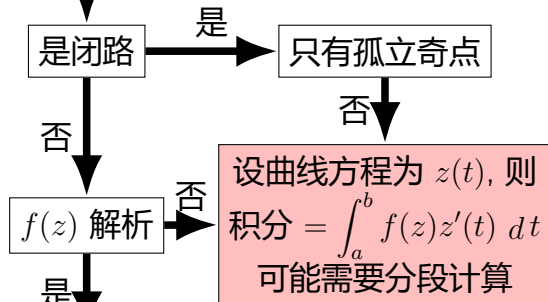 是
是闭路
只有孤立奇点
否
否
设曲线方程为 z(t), 则
积分 = ∫_a^b f(z)z′(t) dt
可能需要分段计算
否
f(z) 解析
是